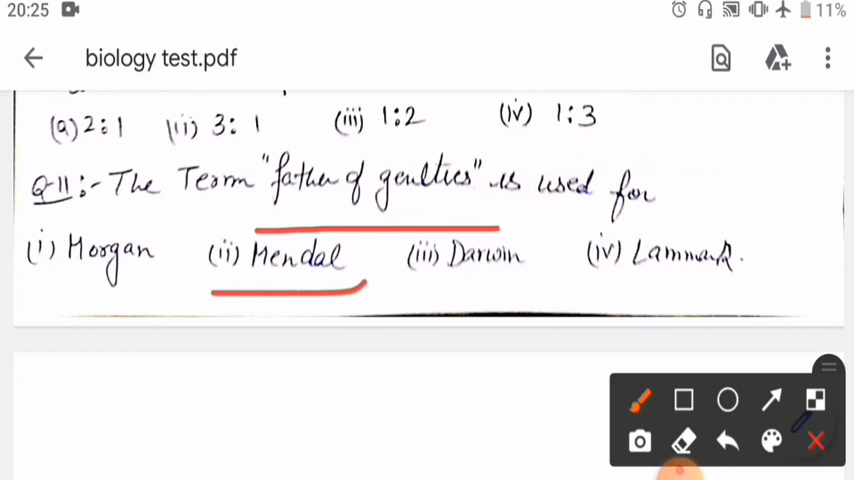 20:25
11%
biology test.pdf
(a) 2:1 (ii) 3: 1 (iii) 1:2 (iv) 1:3
Q-11:- The Term "father of genetics" is used for
(i) Morgan (ii) Mendal (iii) Darwin (iv) Lammark.